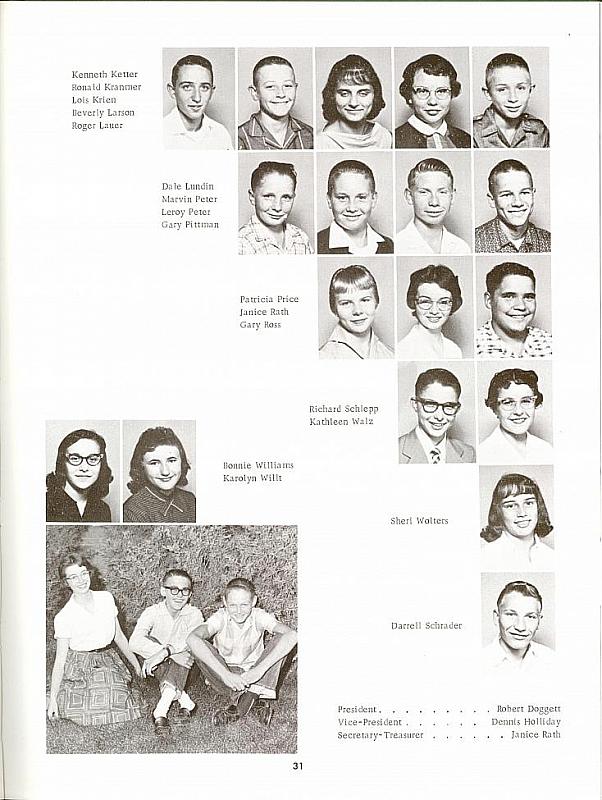 Kenneth Ketter
Ronald Kranmer
Lois Krien
Beverly Larson
Roger Lauer
Dale Lundin
Marvin Peter
Leroy Peter
Gary Pittman
Patricia Price
Janice Rath
Gary Ross
Richard Schlepp
Kathleen Walz
Bonnie Williams
Karolyn Willt
Sheri Wolters
Darrell Schrader
President . . . . . . . . . Robert Doggett
Vice-President . . . . . . Dennis Holliday
Secretary-Treasurer . . . . . . Janice Rath
31